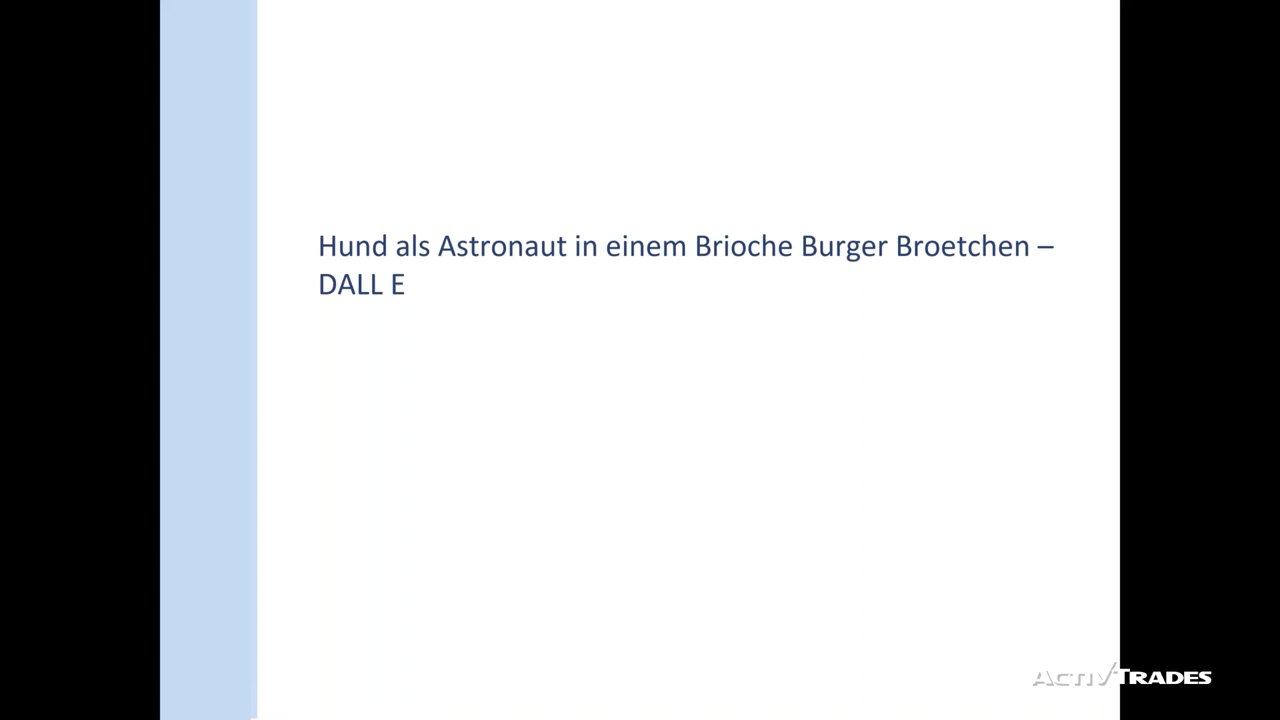 Hund als Astronaut in einem Brioche Burger Broetchen –
DALL E
ACTIVTRADES